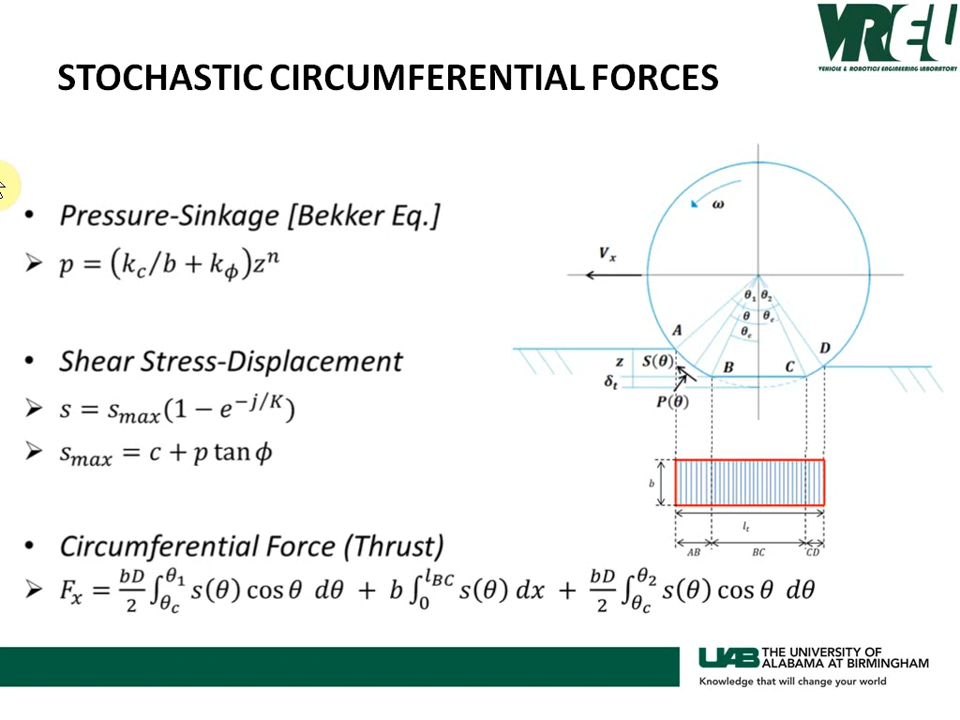 VREL
VEHICLE & ROBOTICS ENGINEERING LABORATORY
STOCHASTIC CIRCUMFERENTIAL FORCES
• Pressure-Sinkage [Bekker Eq.]
➢ p = (k_c/b + k_ϕ)z^n
• Shear Stress-Displacement
➢ s = s_max(1 − e^{−j/K})
➢ s_max = c + p tan ϕ
• Circumferential Force (Thrust)
➢ F_x = bD/2 ∫_{θ_c}^{θ_1} s(θ) cos θ dθ + b ∫_0^{l_BC} s(θ) dx + bD/2 ∫_{θ_c}^{θ_2} s(θ) cos θ dθ
ω
V_x
θ_1 θ_2
θ θ_c
θ_c
A
B
C
D
z
S(θ)
δ_t
P(θ)
b
l_t
AB
BC
CD
UAB
THE UNIVERSITY OF
ALABAMA AT BIRMINGHAM
Knowledge that will change your world